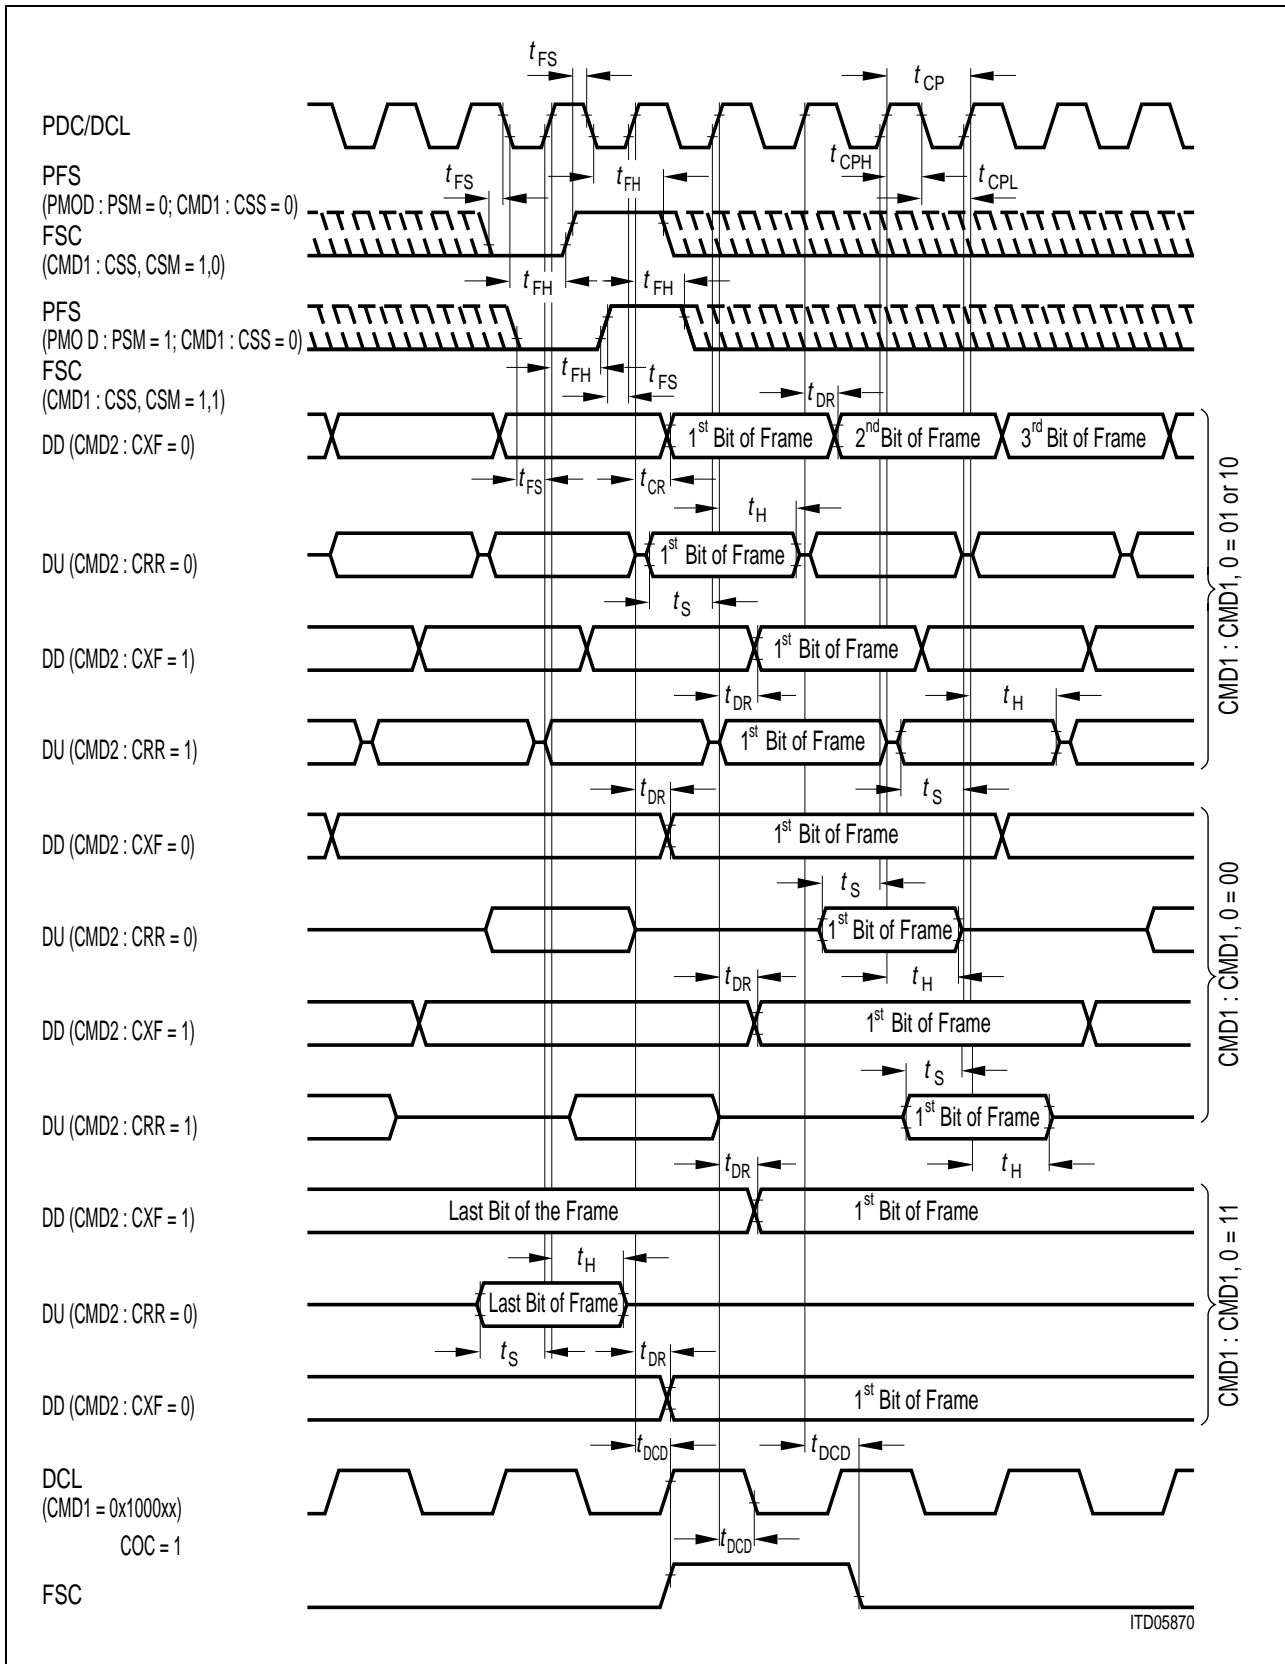 tFS
tCP
PDC/DCL
tCPH
PFS
tFS
tFH
tCPL
(PMOD : PSM = 0; CMD1 : CSS = 0)
FSC
(CMD1 : CSS, CSM = 1,0)
tFH
tFH
PFS
(PMO D : PSM = 1; CMD1 : CSS = 0)
FSC
tFH
tFS
(CMD1 : CSS, CSM = 1,1)
tDR
DD (CMD2 : CXF = 0)
1st Bit of Frame
2nd Bit of Frame
3rd Bit of Frame
tFS
tCR
tH
DU (CMD2 : CRR = 0)
1st Bit of Frame
tS
CMD1 : CMD1, 0 = 01 or 10
DD (CMD2 : CXF = 1)
1st Bit of Frame
tDR
tH
DU (CMD2 : CRR = 1)
1st Bit of Frame
tDR
tS
DD (CMD2 : CXF = 0)
1st Bit of Frame
tS
DU (CMD2 : CRR = 0)
1st Bit of Frame
tDR
tH
CMD1 : CMD1, 0 = 00
DD (CMD2 : CXF = 1)
1st Bit of Frame
tS
DU (CMD2 : CRR = 1)
1st Bit of Frame
tDR
tH
DD (CMD2 : CXF = 1)
Last Bit of the Frame
1st Bit of Frame
tH
DU (CMD2 : CRR = 0)
Last Bit of Frame
CMD1 : CMD1, 0 = 11
tS
tDR
DD (CMD2 : CXF = 0)
1st Bit of Frame
tDCD
tDCD
DCL
(CMD1 = 0x1000xx)
COC = 1
tDCD
FSC
ITD05870